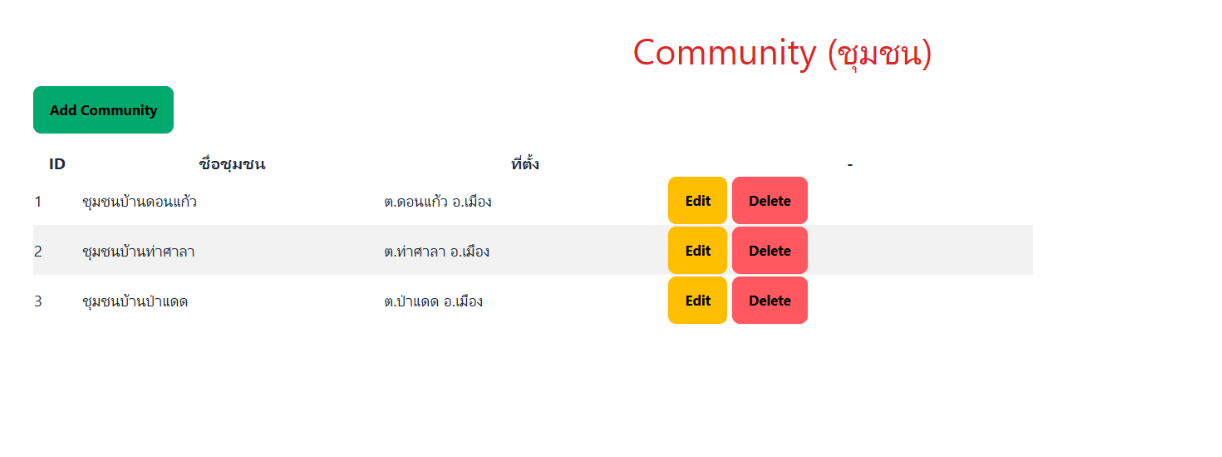 Community (ชุมชน)
Add Community
ID ชื่อชุมชน ที่ตั้ง -
1 ชุมชนบ้านดอนแก้ว ต.ดอนแก้ว อ.เมือง Edit Delete
2 ชุมชนบ้านท่าศาลา ต.ท่าศาลา อ.เมือง Edit Delete
3 ชุมชนบ้านป่าแดด ต.ป่าแดด อ.เมือง Edit Delete